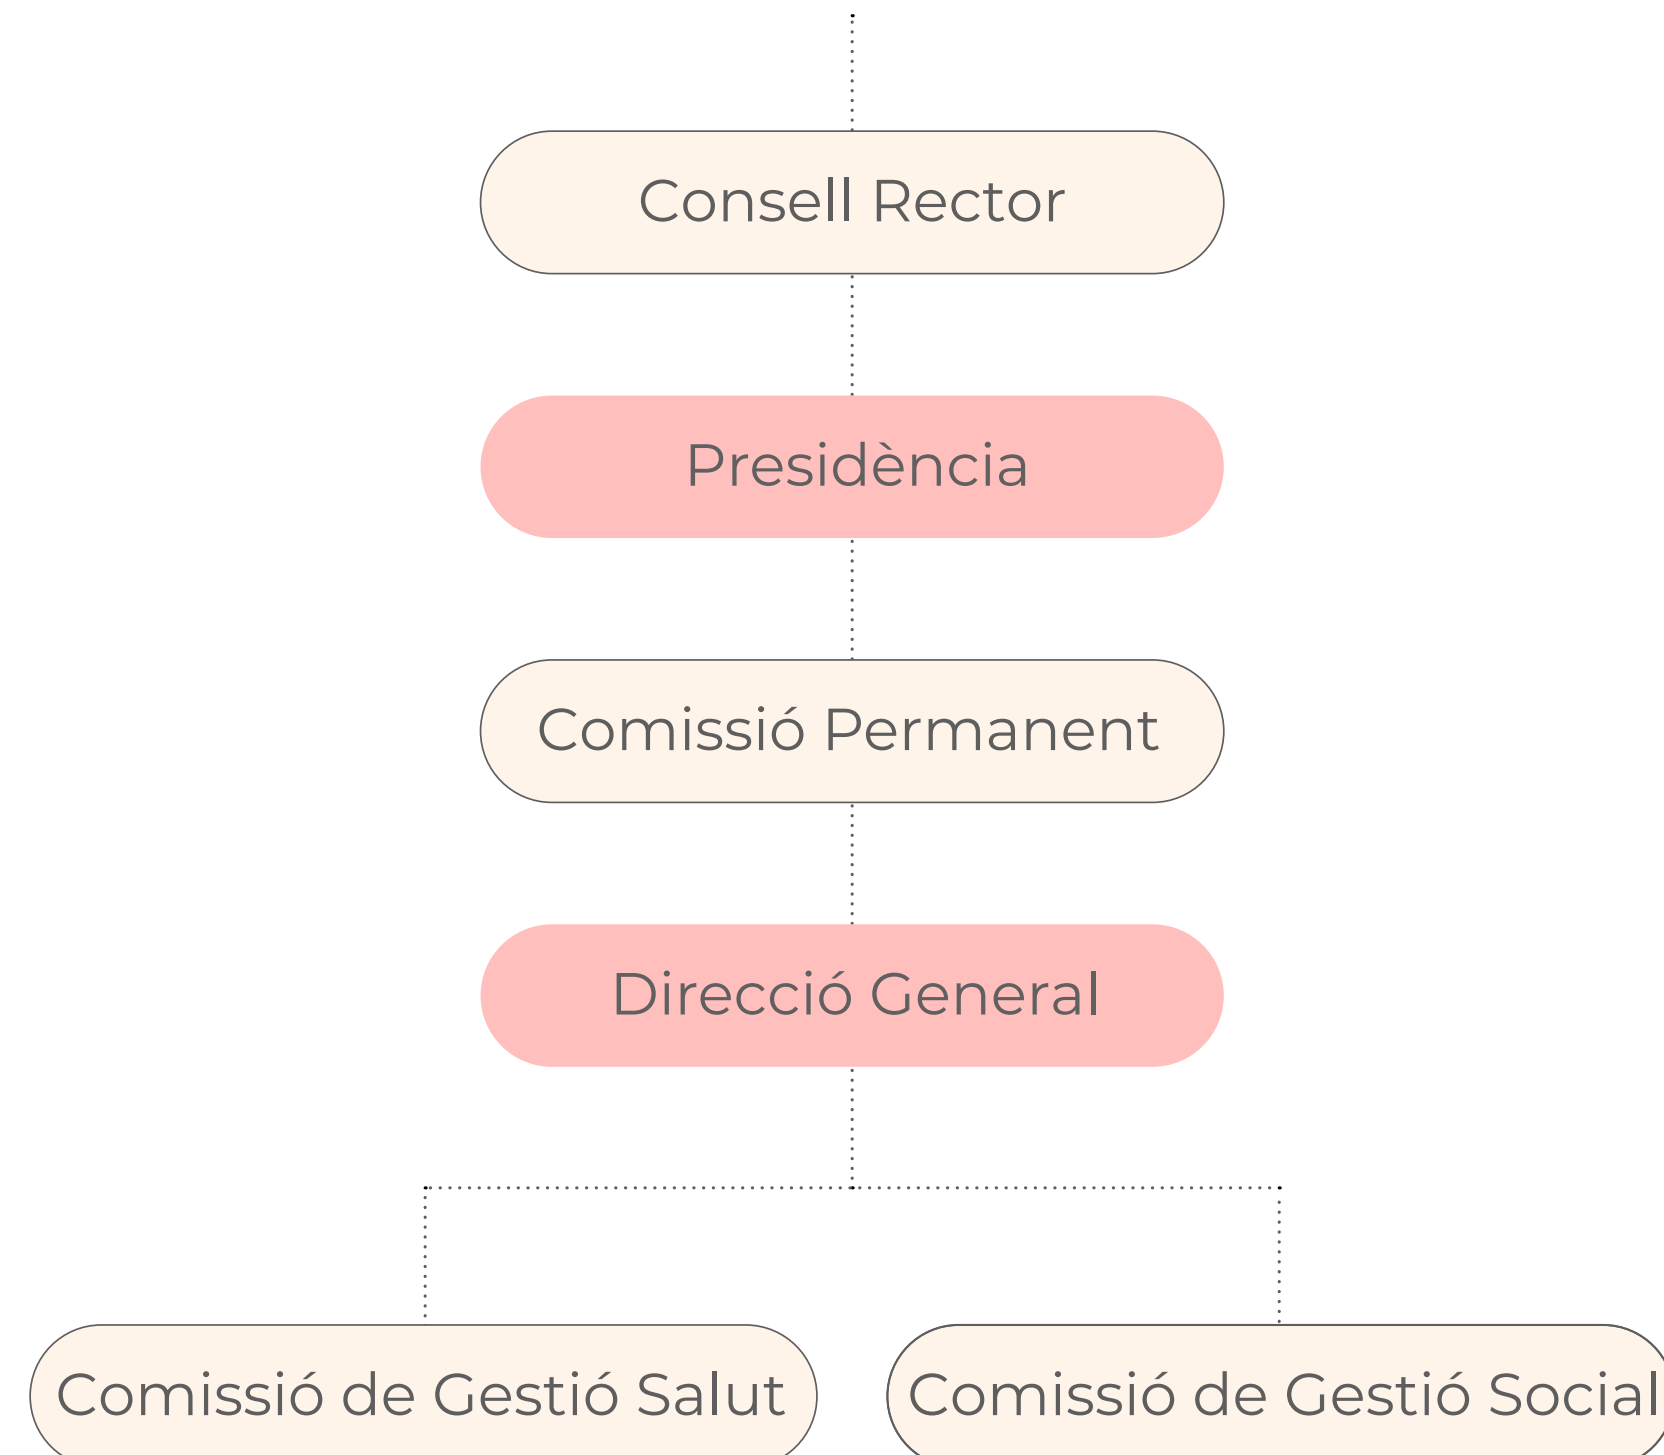 Consell Rector
Presidència
Comissió Permanent
Direcció General
Comissió de Gestió Salut
Comissió de Gestió Social